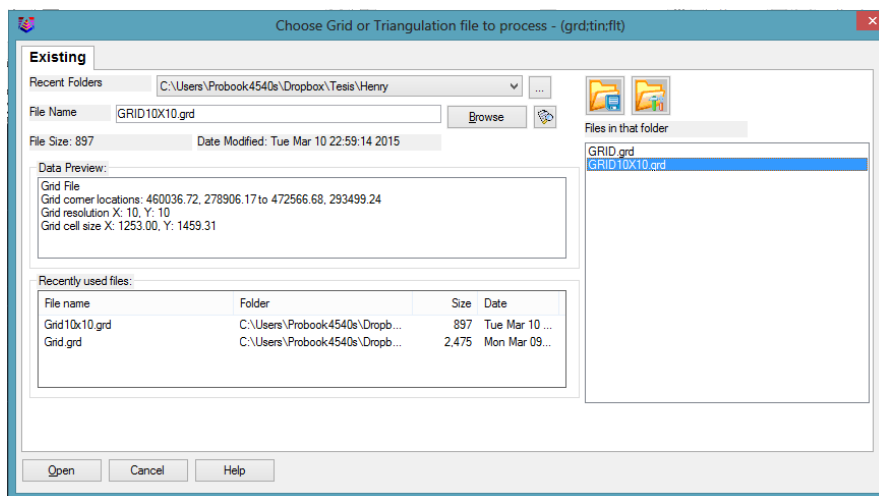 Choose Grid or Triangulation file to process - (grd;tin;flt)
Existing
Recent Folders
C:\Users\Probook4540s\Dropbox\Tesis\Henry
...
File Name
GRID10X10.grd
Browse
File Size: 897
Date Modified: Tue Mar 10 22:59:14 2015
Data Preview:
Grid File
Grid corner locations: 460036.72, 278906.17 to 472566.68, 293499.24
Grid resolution X: 10, Y: 10
Grid cell size X: 1253.00, Y: 1459.31
Recently used files:
File name Folder Size Date
Grid10x10.grd C:\Users\Probook4540s\Dropb... 897 Tue Mar 10 ...
Grid.grd C:\Users\Probook4540s\Dropb... 2,475 Mon Mar 09...
Files in that folder
GRID.grd
GRID10X10.grd
Open Cancel Help